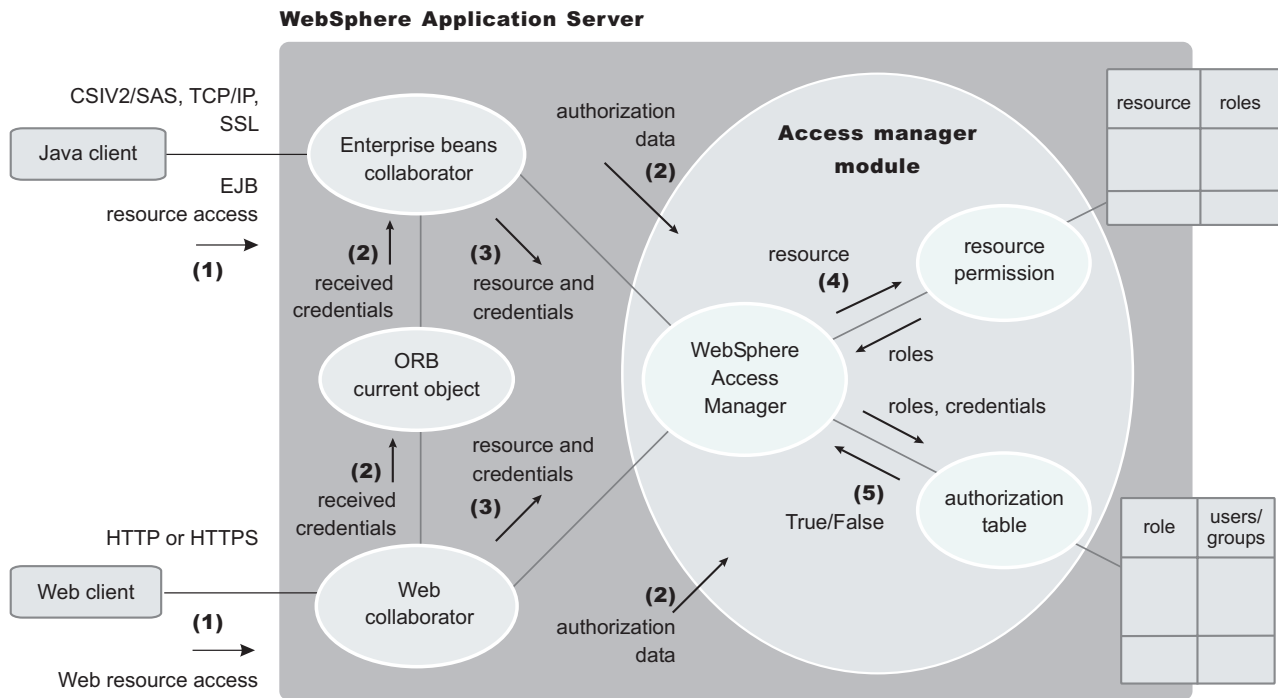 WebSphere Application Server
CSIV2/SAS, TCP/IP,
SSL
Java client
EJB
resource access
(1)
Enterprise beans
collaborator
authorization
data
(2)
Access manager
module
resource
roles
(2)
received
credentials
(3)
resource and
credentials
resource
(4)
resource
permission
roles
ORB
current object
WebSphere
Access
Manager
roles, credentials
(2)
received
credentials
resource and
credentials
(3)
(5)
True/False
authorization
table
role
users/
groups
HTTP or HTTPS
Web client
(1)
Web resource access
Web
collaborator
(2)
authorization
data